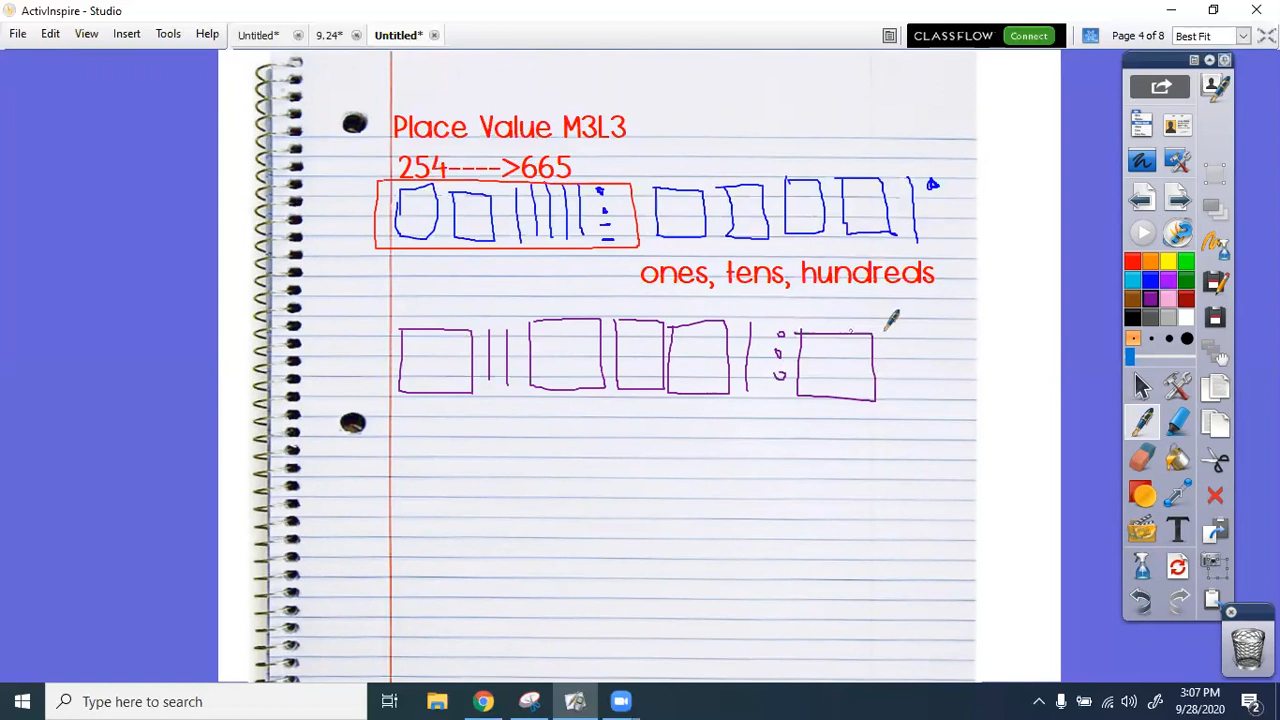 ActivInspire - Studio
File Edit View Insert Tools Help
Untitled* 9.24* Untitled*
CLASSFLOW Connect
Page 4 of 8 Best Fit
Place Value M3L3
254---->665
ones, tens, hundreds
Type here to search
3:07 PM
9/28/2020
2